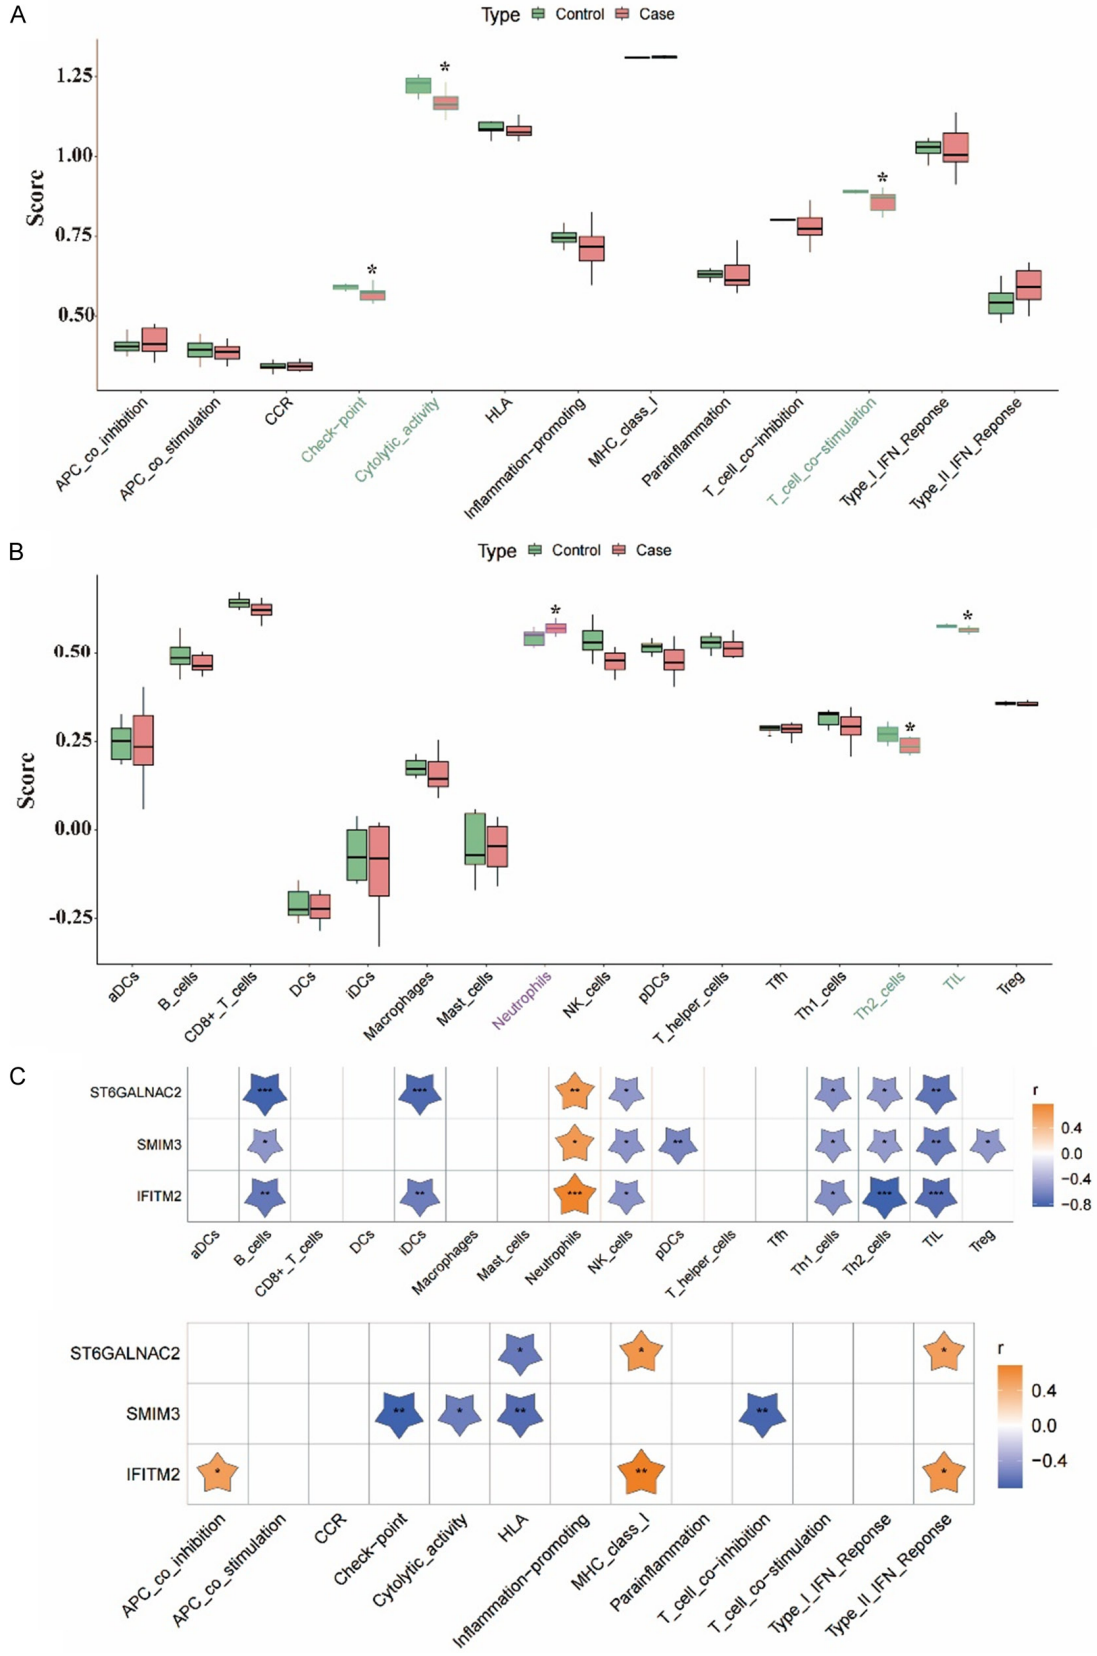 A
Type Control Case
Score
1.25
1.00
0.75
0.50
*
*
*
APC_co_inhibition
APC_co_stimulation
CCR
Check-point
Cytolytic_activity
HLA
Inflammation-promoting
MHC_class_I
Parainflammation
T_cell_co-inhibition
T_cell_co-stimulation
Type_I_IFN_Reponse
Type_II_IFN_Reponse
B
Type Control Case
Score
0.50
0.25
0.00
-0.25
*
*
*
aDCs
B_cells
CD8+_T_cells
DCs
iDCs
Macrophages
Mast_cells
Neutrophils
NK_cells
pDCs
T_helper_cells
Tfh
Th1_cells
Th2_cells
TIL
Treg
C
ST6GALNAC2 *** *** ** * * * **
SMIM3 * * * ** * * ** *
IFITM2 ** ** *** * * *** ***
r
0.4
0.0
−0.4
−0.8
aDCs
B_cells
CD8+_T_cells
DCs
iDCs
Macrophages
Mast_cells
Neutrophils
NK_cells
pDCs
T_helper_cells
Tfh
Th1_cells
Th2_cells
TIL
Treg
ST6GALNAC2 * * *
SMIM3 ** * ** **
IFITM2 * ** *
r
0.4
0.0
−0.4
APC_co_inhibition
APC_co_stimulation
CCR
Check-point
Cytolytic_activity
HLA
Inflammation-promoting
MHC_class_I
Parainflammation
T_cell_co-inhibition
T_cell_co-stimulation
Type_I_IFN_Reponse
Type_II_IFN_Reponse